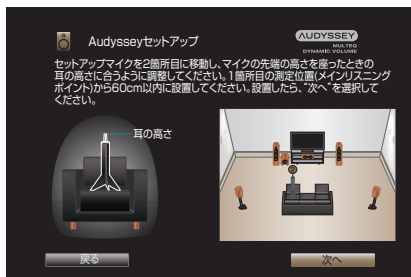 Audysseyセットアップ
AUDYSSEY
MULTEQ
DYNAMIC VOLUME
セットアップマイクを2箇所目に移動し、マイクの先端の高さを座ったときの
耳の高さに合うように調整してください。1箇所目の測定位置(メインリスニング
ポイント)から60cm以内に設置してください。設置したら、"次へ"を選択して
ください。
耳の高さ
戻る
次へ